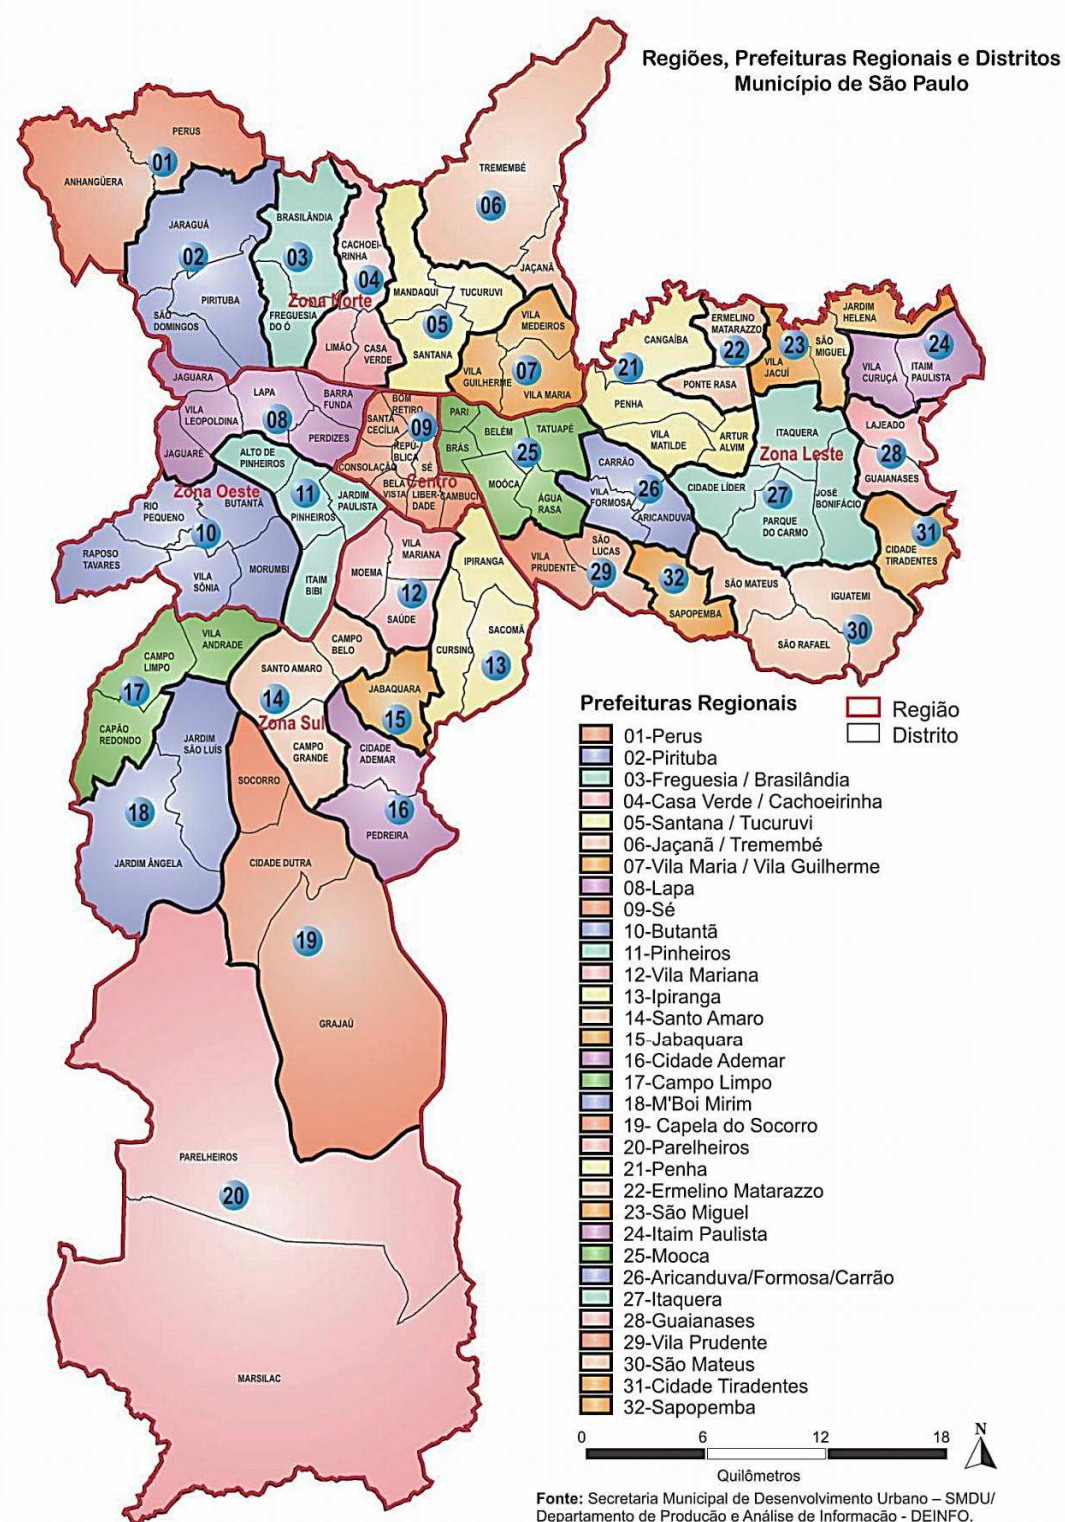 Regiões, Prefeituras Regionais e Distritos
Município de São Paulo
PERUS
01
ANHANGÜERA
TREMEMBÉ
06
JAÇANÃ
JARAGUÁ
02
PIRITUBA
SÃO
DOMINGOS
BRASILÂNDIA
03
Zona Norte
FREGUESIA
DO Ó
CACHOEI-
RINHA
04
LIMÃO
CASA
VERDE
MANDAQUI
TUCURUVI
05
SANTANA
VILA
MEDEIROS
VILA
GUILHERME
07
VILA MARIA
CANGAÍBA
21
PENHA
VILA
MATILDE
ARTUR
ALVIM
ERMELINO
MATARAZZO
22
PONTE RASA
JARDIM
HELENA
23
SÃO
MIGUEL
VILA
JACUÍ
24
VILA
CURUÇÁ
ITAIM
PAULISTA
JAGUARA
LAPA
08
BARRA
FUNDA
VILA
LEOPOLDINA
PERDIZES
JAGUARÉ
BOM
RETIRO
09
SANTA
CECÍLIA
REPÚ-
BLICA
CONSOLAÇÃO
SÉ
Centro
BELA
VISTA
LIBER-
DADE
CAMBUCI
PARI
BRÁS
BELÉM
TATUAPÉ
25
MOÓCA
ÁGUA
RASA
CARRÃO
26
VILA
FORMOSA
ARICANDUVA
ITAQUERA
Zona Leste
CIDADE LÍDER
27
JOSÉ
BONIFÁCIO
PARQUE
DO CARMO
LAJEADO
28
GUAIANASES
31
CIDADE
TIRADENTES
ALTO DE
PINHEIROS
11
PINHEIROS
JARDIM
PAULISTA
ITAIM
BIBI
Zona Oeste
BUTANTÃ
RIO
PEQUENO
10
RAPOSO
TAVARES
VILA
SÔNIA
MORUMBI
VILA
MARIANA
MOEMA
12
SAÚDE
IPIRANGA
SACOMÃ
CURSINO
13
VILA
PRUDENTE
SÃO
LUCAS
29
32
SAPOPEMBA
SÃO MATEUS
IGUATEMI
30
SÃO RAFAEL
VILA
ANDRADE
CAMPO
LIMPO
17
CAPÃO
REDONDO
CAMPO
BELO
SANTO AMARO
14
Zona Sul
CAMPO
GRANDE
JABAQUARA
15
CIDADE
ADEMAR
16
PEDREIRA
JARDIM
SÃO LUÍS
18
JARDIM ÂNGELA
SOCORRO
CIDADE DUTRA
19
GRAJAÚ
PARELHEIROS
20
MARSILAC
Prefeituras Regionais
Região
Distrito
01-Perus
02-Pirituba
03-Freguesia / Brasilândia
04-Casa Verde / Cachoeirinha
05-Santana / Tucuruvi
06-Jaçanã / Tremembé
07-Vila Maria / Vila Guilherme
08-Lapa
09-Sé
10-Butantã
11-Pinheiros
12-Vila Mariana
13-Ipiranga
14-Santo Amaro
15-Jabaquara
16-Cidade Ademar
17-Campo Limpo
18-M'Boi Mirim
19- Capela do Socorro
20-Parelheiros
21-Penha
22-Ermelino Matarazzo
23-São Miguel
24-Itaim Paulista
25-Mooca
26-Aricanduva/Formosa/Carrão
27-Itaquera
28-Guaianases
29-Vila Prudente
30-São Mateus
31-Cidade Tiradentes
32-Sapopemba
0 6 12 18
N
Quilômetros
Fonte: Secretaria Municipal de Desenvolvimento Urbano – SMDU/
Departamento de Produção e Análise de Informação - DEINFO.